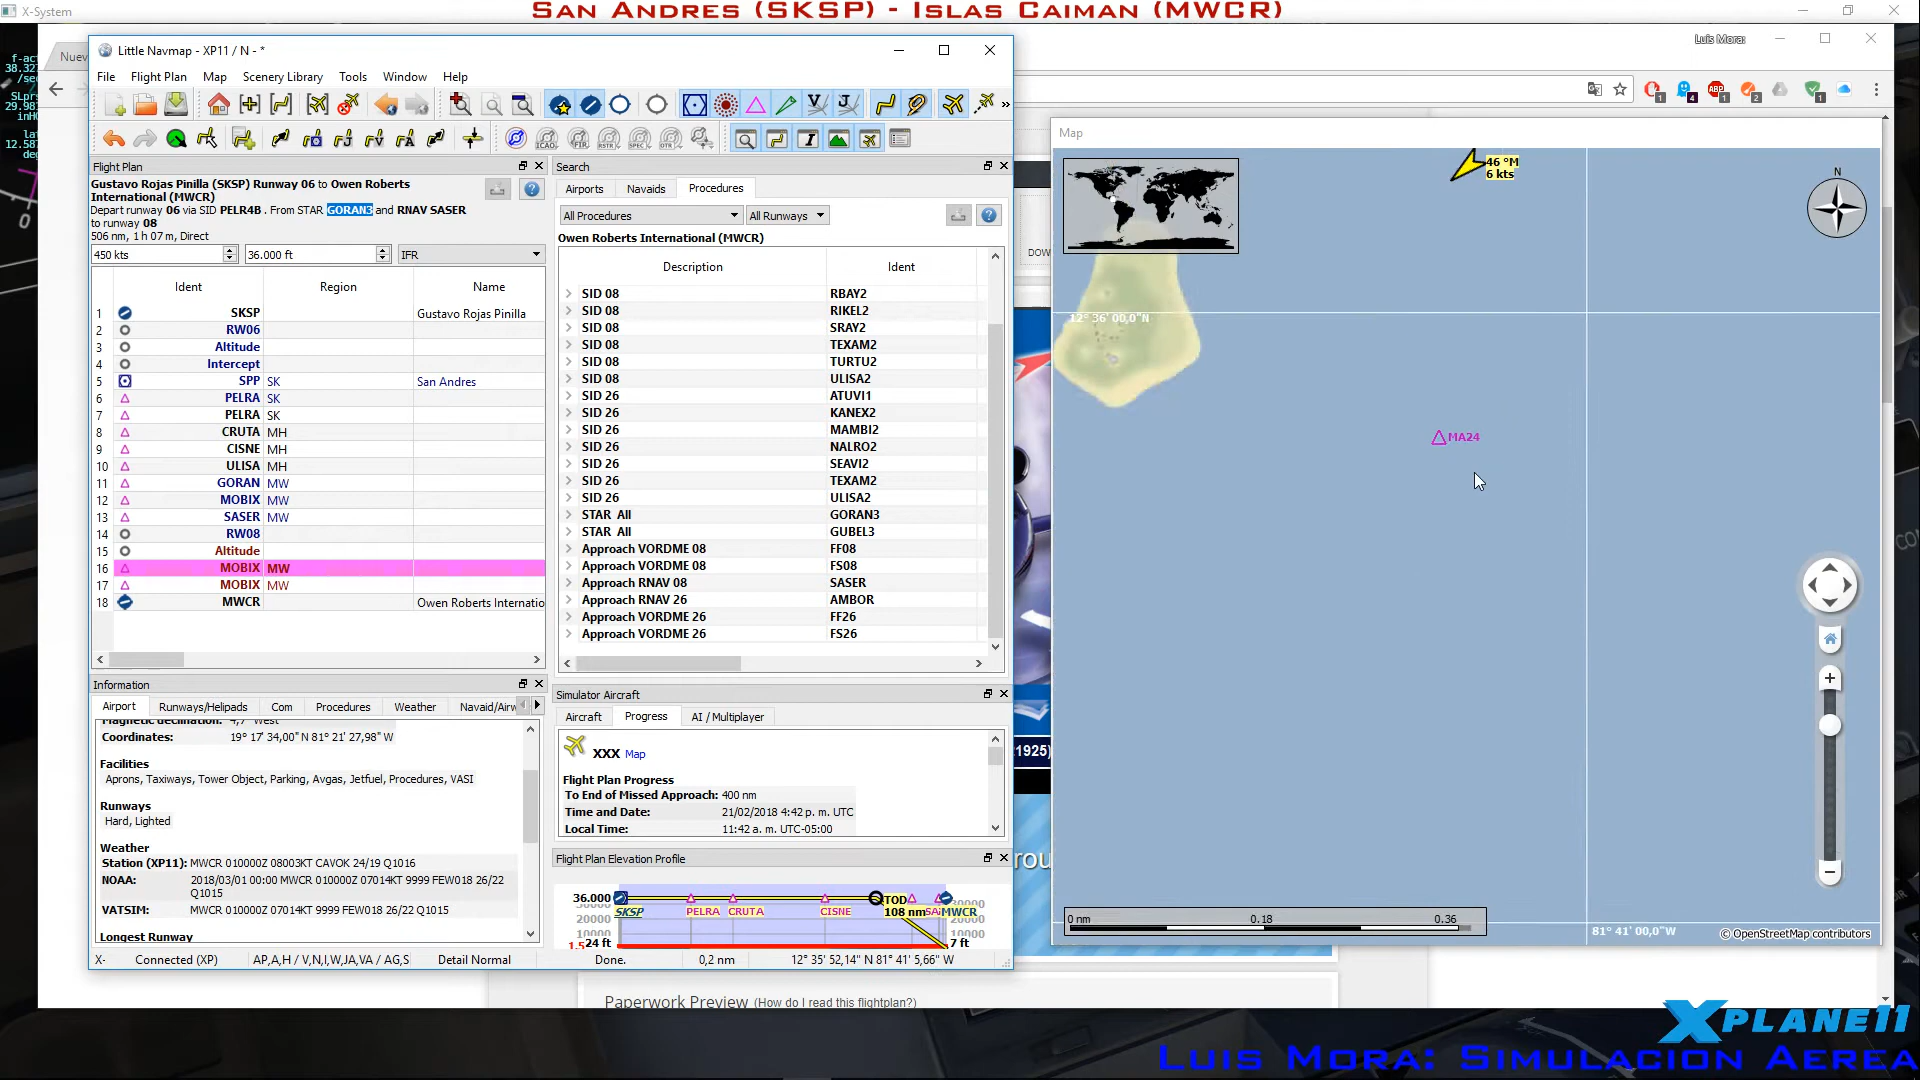 X-System
SAN ANDRES (SKSP) - ISLAS CAIMAN (MWCR)
Luis Mora:
Little Navmap - XP11 / N - *
File Flight Plan Map Scenery Library Tools Window Help
Flight Plan
Gustavo Rojas Pinilla (SKSP) Runway 06 to Owen Roberts
International (MWCR)
Depart runway 06 via SID PELR4B . From STAR GORAN3 and RNAV SASER
to runway 08
506 nm, 1 h 07 m, Direct
450 kts 36.000 ft IFR
Ident Region Name
1 SKSP Gustavo Rojas Pinilla
2 RW06
3 Altitude
4 Intercept
5 SPP SK San Andres
6 PELRA SK
7 PELRA SK
8 CRUTA MH
9 CISNE MH
10 ULISA MH
11 GORAN MW
12 MOBIX MW
13 SASER MW
14 RW08
15 Altitude
16 MOBIX MW
17 MOBIX MW
18 MWCR Owen Roberts Internatio
Search
Airports Navaids Procedures
All Procedures All Runways
Owen Roberts International (MWCR)
Description Ident
SID 08 RBAY2
SID 08 RIKEL2
SID 08 SRAY2
SID 08 TEXAM2
SID 08 TURTU2
SID 08 ULISA2
SID 26 ATUVI1
SID 26 KANEX2
SID 26 MAMBI2
SID 26 NALRO2
SID 26 SEAVI2
SID 26 TEXAM2
SID 26 ULISA2
STAR All GORAN3
STAR All GUBEL3
Approach VORDME 08 FF08
Approach VORDME 08 FS08
Approach RNAV 08 SASER
Approach RNAV 26 AMBOR
Approach VORDME 26 FF26
Approach VORDME 26 FS26
Information
Airport Runways/Helipads Com Procedures Weather Navaid/Airw
Magnetic declination: 4,7° West
Coordinates: 19° 17' 34,00" N 81° 21' 27,98" W
Facilities
Aprons, Taxiways, Tower Object, Parking, Avgas, Jetfuel, Procedures, VASI
Runways
Hard, Lighted
Weather
Station (XP11): MWCR 010000Z 08003KT CAVOK 24/19 Q1016
NOAA: 2018/03/01 00:00 MWCR 010000Z 07014KT 9999 FEW018 26/22
Q1015
VATSIM: MWCR 010000Z 07014KT 9999 FEW018 26/22 Q1015
Longest Runway
Simulator Aircraft
Aircraft Progress AI / Multiplayer
XXX Map
Flight Plan Progress
To End of Missed Approach: 400 nm
Time and Date: 21/02/2018 4:42 p. m. UTC
Local Time: 11:42 a. m. UTC-05:00
Flight Plan Elevation Profile
36.000 TOD
SKSP PELRA CRUTA CISNE 108 nm MWCR
20000
10000 10000
24 ft 7 ft
X- Connected (XP) AP,A,H / V,N,I,W,JA,VA / AG,S Detail Normal Done. 0,2 nm 12° 35' 52,14" N 81° 41' 5,66" W
Map
46 °M
6 kts
N
12° 36' 00,0"N
MA24
0 nm 0.18 0.36
81° 41' 00,0"W
© OpenStreetMap contributors
DOW
1925)
rou
Paperwork Preview (How do I read this flightplan?)
XPLANE11
LUIS MORA: SIMULACION AEREA